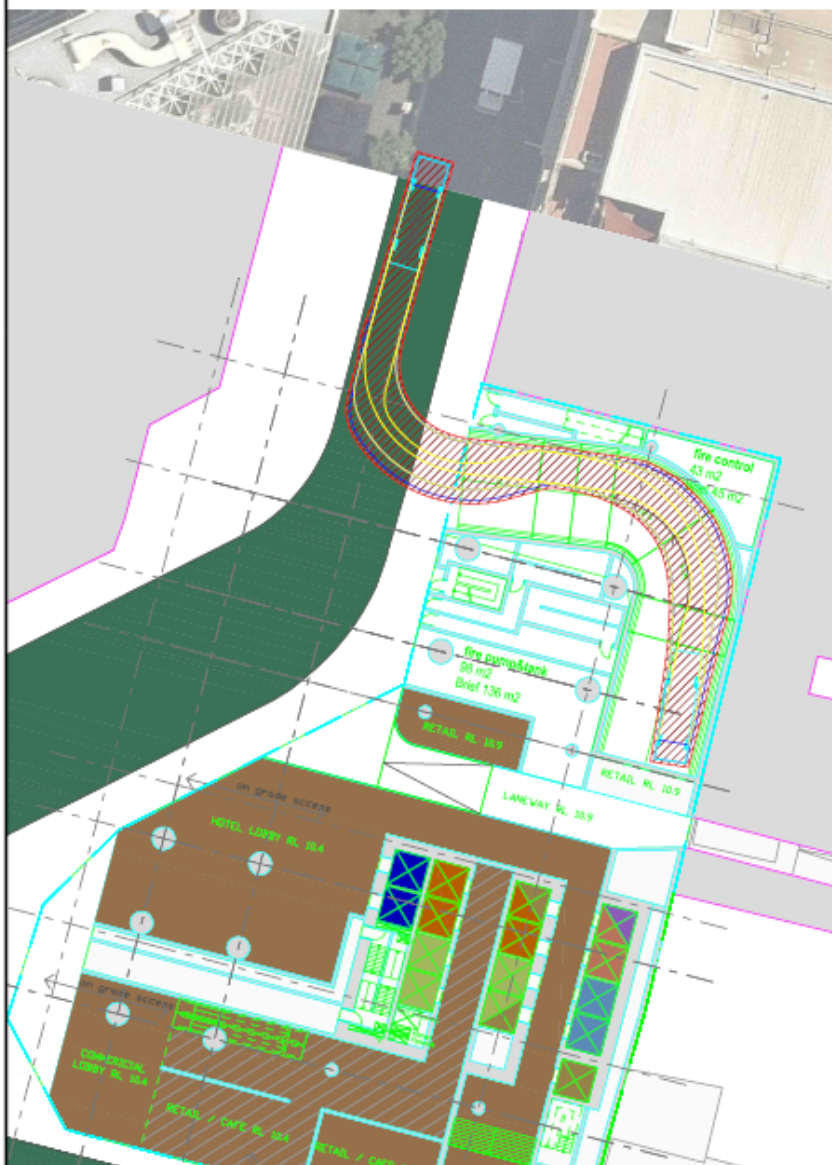 fire control
43 m2
45 m2
fire pump&tank
98 m2
Brief 136 m2
RETAIL RL 10.9
RETAIL RL 10.9
LANEWAY RL 10.9
on grade access
HOTEL LOBBY RL 10.4
on grade access
COMMERICIAL
LOBBY RL 10.4
RETAIL / CAFE RL 10.4
RETAIL / CAFE